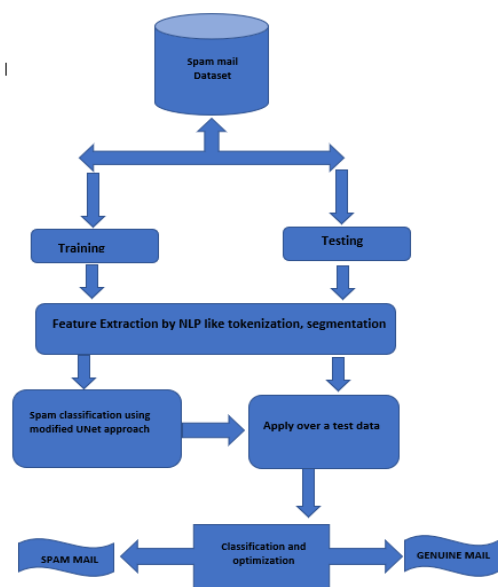 Spam mail
Dataset
Training
Testing
Feature Extraction by NLP like tokenization, segmentation
Spam classification using
modified UNet approach
Apply over a test data
Classification and
optimization
SPAM MAIL
GENUINE MAIL